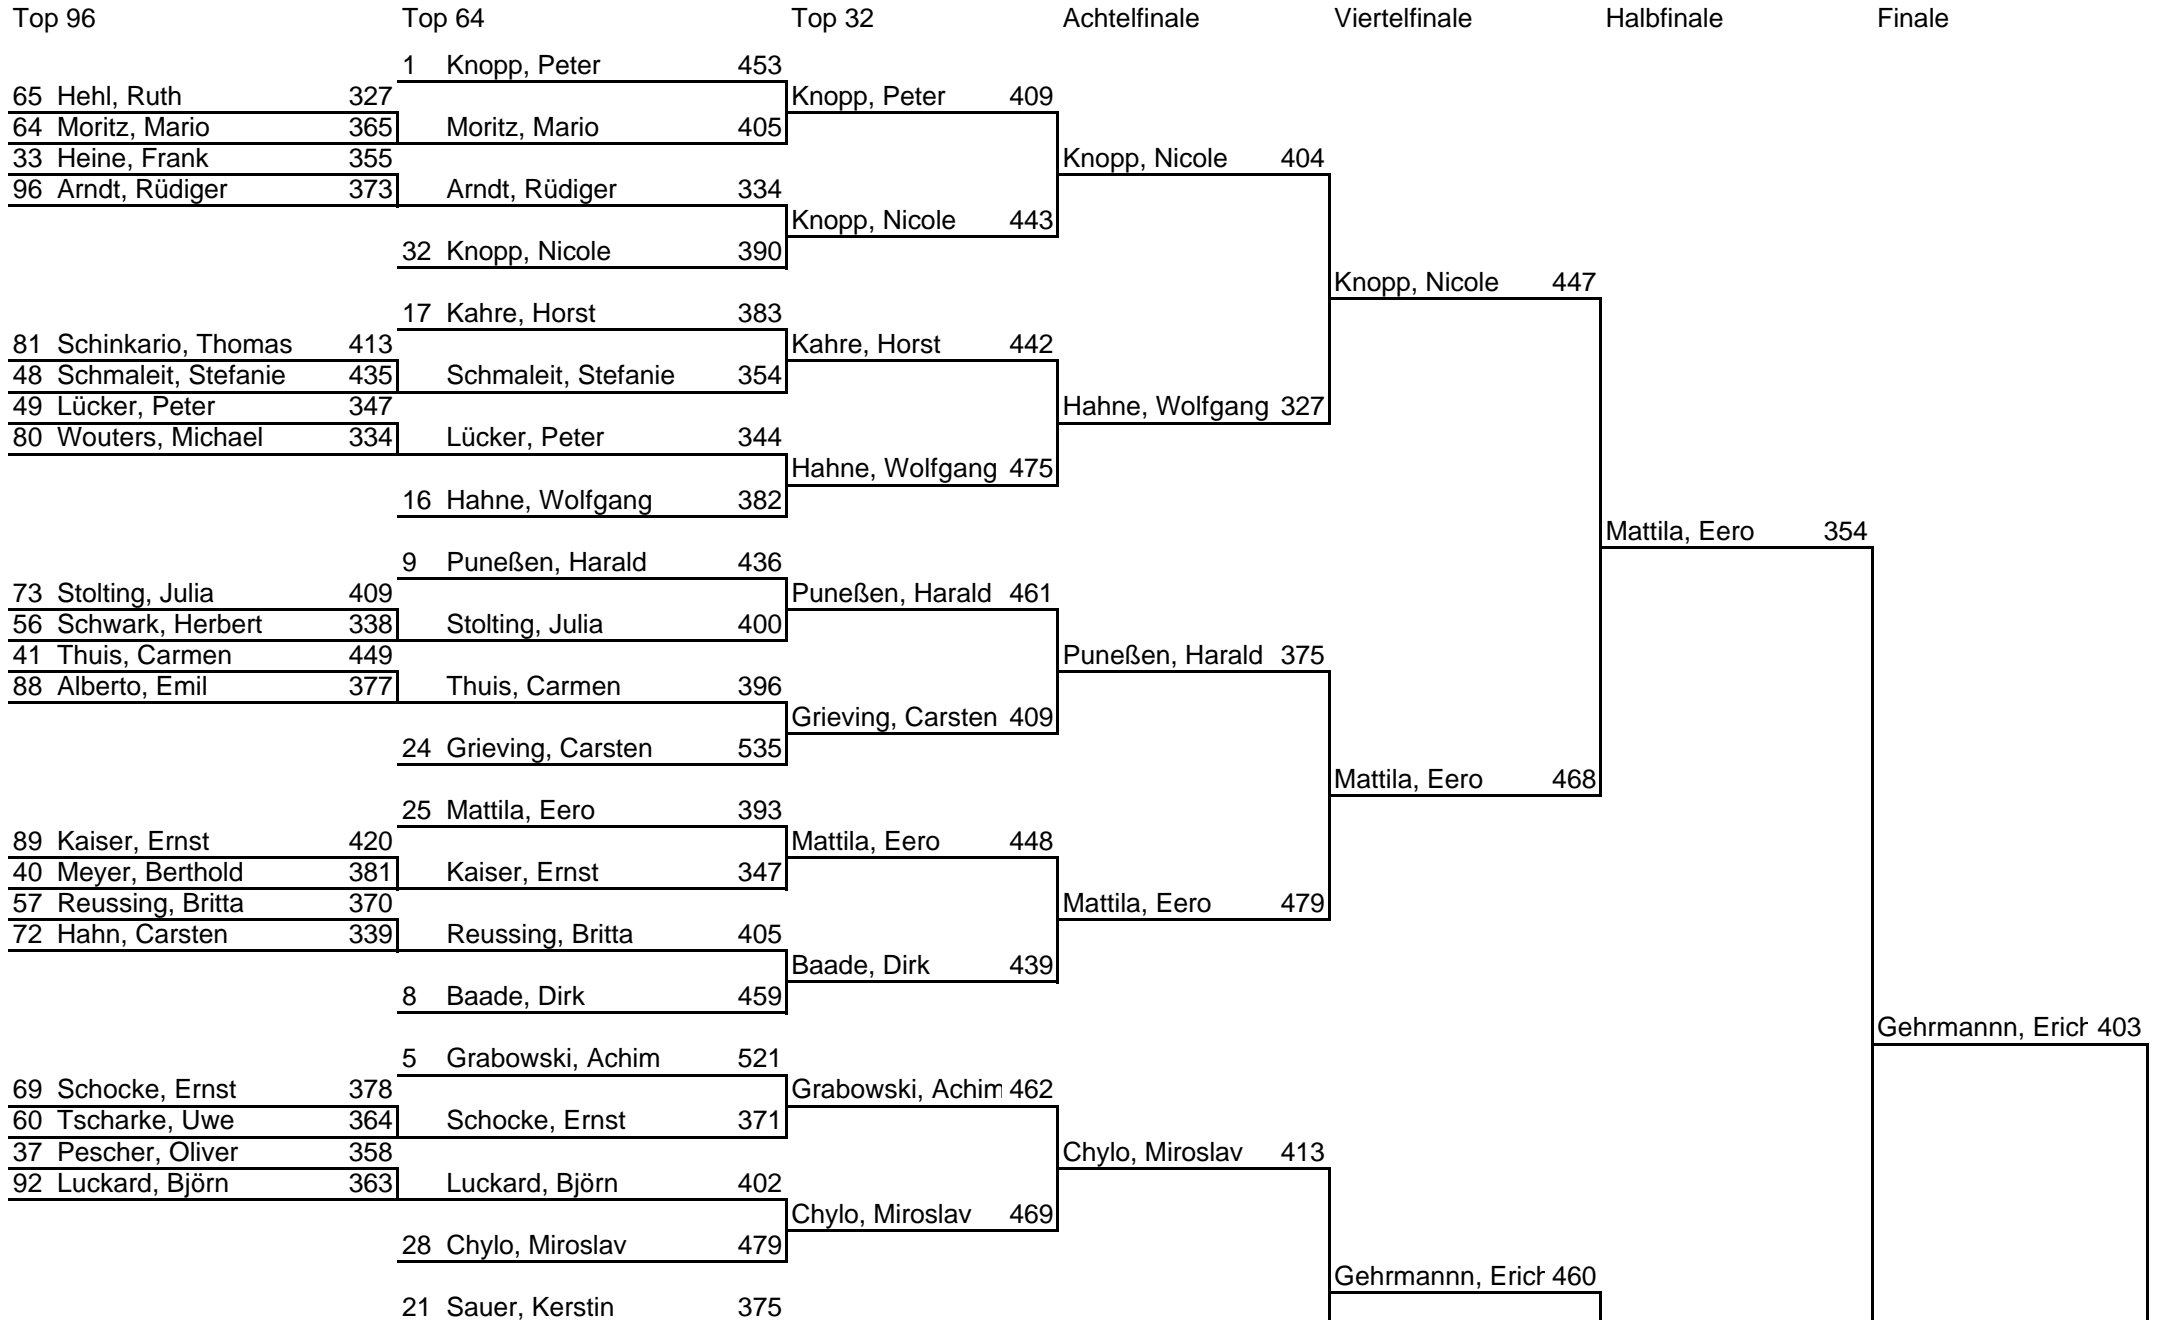 Top 96 Top 64 Top 32 Achtelfinale Viertelfinale Halbfinale Finale
1 Knopp, Peter 453
65 Hehl, Ruth 327 Knopp, Peter 409
64 Moritz, Mario 365 Moritz, Mario 405
33 Heine, Frank 355 Knopp, Nicole 404
96 Arndt, Rüdiger 373 Arndt, Rüdiger 334
Knopp, Nicole 443
32 Knopp, Nicole 390
Knopp, Nicole 447
17 Kahre, Horst 383
81 Schinkario, Thomas 413 Kahre, Horst 442
48 Schmaleit, Stefanie 435 Schmaleit, Stefanie 354
49 Lücker, Peter 347 Hahne, Wolfgang 327
80 Wouters, Michael 334 Lücker, Peter 344
Hahne, Wolfgang 475
16 Hahne, Wolfgang 382
Mattila, Eero 354
9 Puneßen, Harald 436
73 Stolting, Julia 409 Puneßen, Harald 461
56 Schwark, Herbert 338 Stolting, Julia 400
41 Thuis, Carmen 449 Puneßen, Harald 375
88 Alberto, Emil 377 Thuis, Carmen 396
Grieving, Carsten 409
24 Grieving, Carsten 535
Mattila, Eero 468
25 Mattila, Eero 393
89 Kaiser, Ernst 420 Mattila, Eero 448
40 Meyer, Berthold 381 Kaiser, Ernst 347
57 Reussing, Britta 370 Mattila, Eero 479
72 Hahn, Carsten 339 Reussing, Britta 405
Baade, Dirk 439
8 Baade, Dirk 459
Gehrmannn, Erich 403
5 Grabowski, Achim 521
69 Schocke, Ernst 378 Grabowski, Achim 462
60 Tscharke, Uwe 364 Schocke, Ernst 371
37 Pescher, Oliver 358 Chylo, Miroslav 413
92 Luckard, Björn 363 Luckard, Björn 402
Chylo, Miroslav 469
28 Chylo, Miroslav 479
Gehrmannn, Erich 460
21 Sauer, Kerstin 375